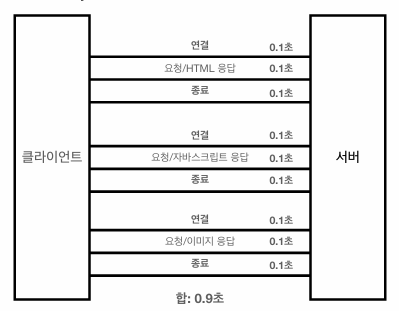 연결 0.1초
요청/HTML 응답 0.1초
종료 0.1초
연결 0.1초
클라이언트 요청/자바스크립트 응답 0.1초 서버
종료 0.1초
연결 0.1초
요청/이미지 응답 0.1초
종료 0.1초
합: 0.9초